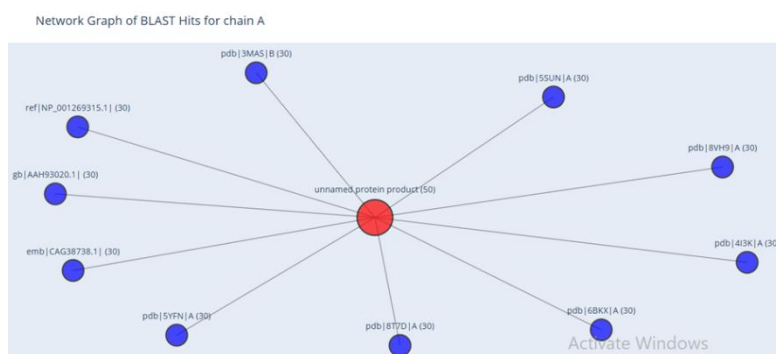 Network Graph of BLAST Hits for chain A
pdb|3MAS|B (30)
pdb|5SUN|A (30)
ref|NP_001269315.1| (30)
pdb|8VH9|A (30)
gb|AAH93020.1| (30)
unnamed protein product (50)
emb|CAG38738.1| (30)
pdb|4I3K|A (30
pdb|5YFN|A (30)
pdb|8T7D|A (30)
pdb|6BKX|A (30)
Activate Windows